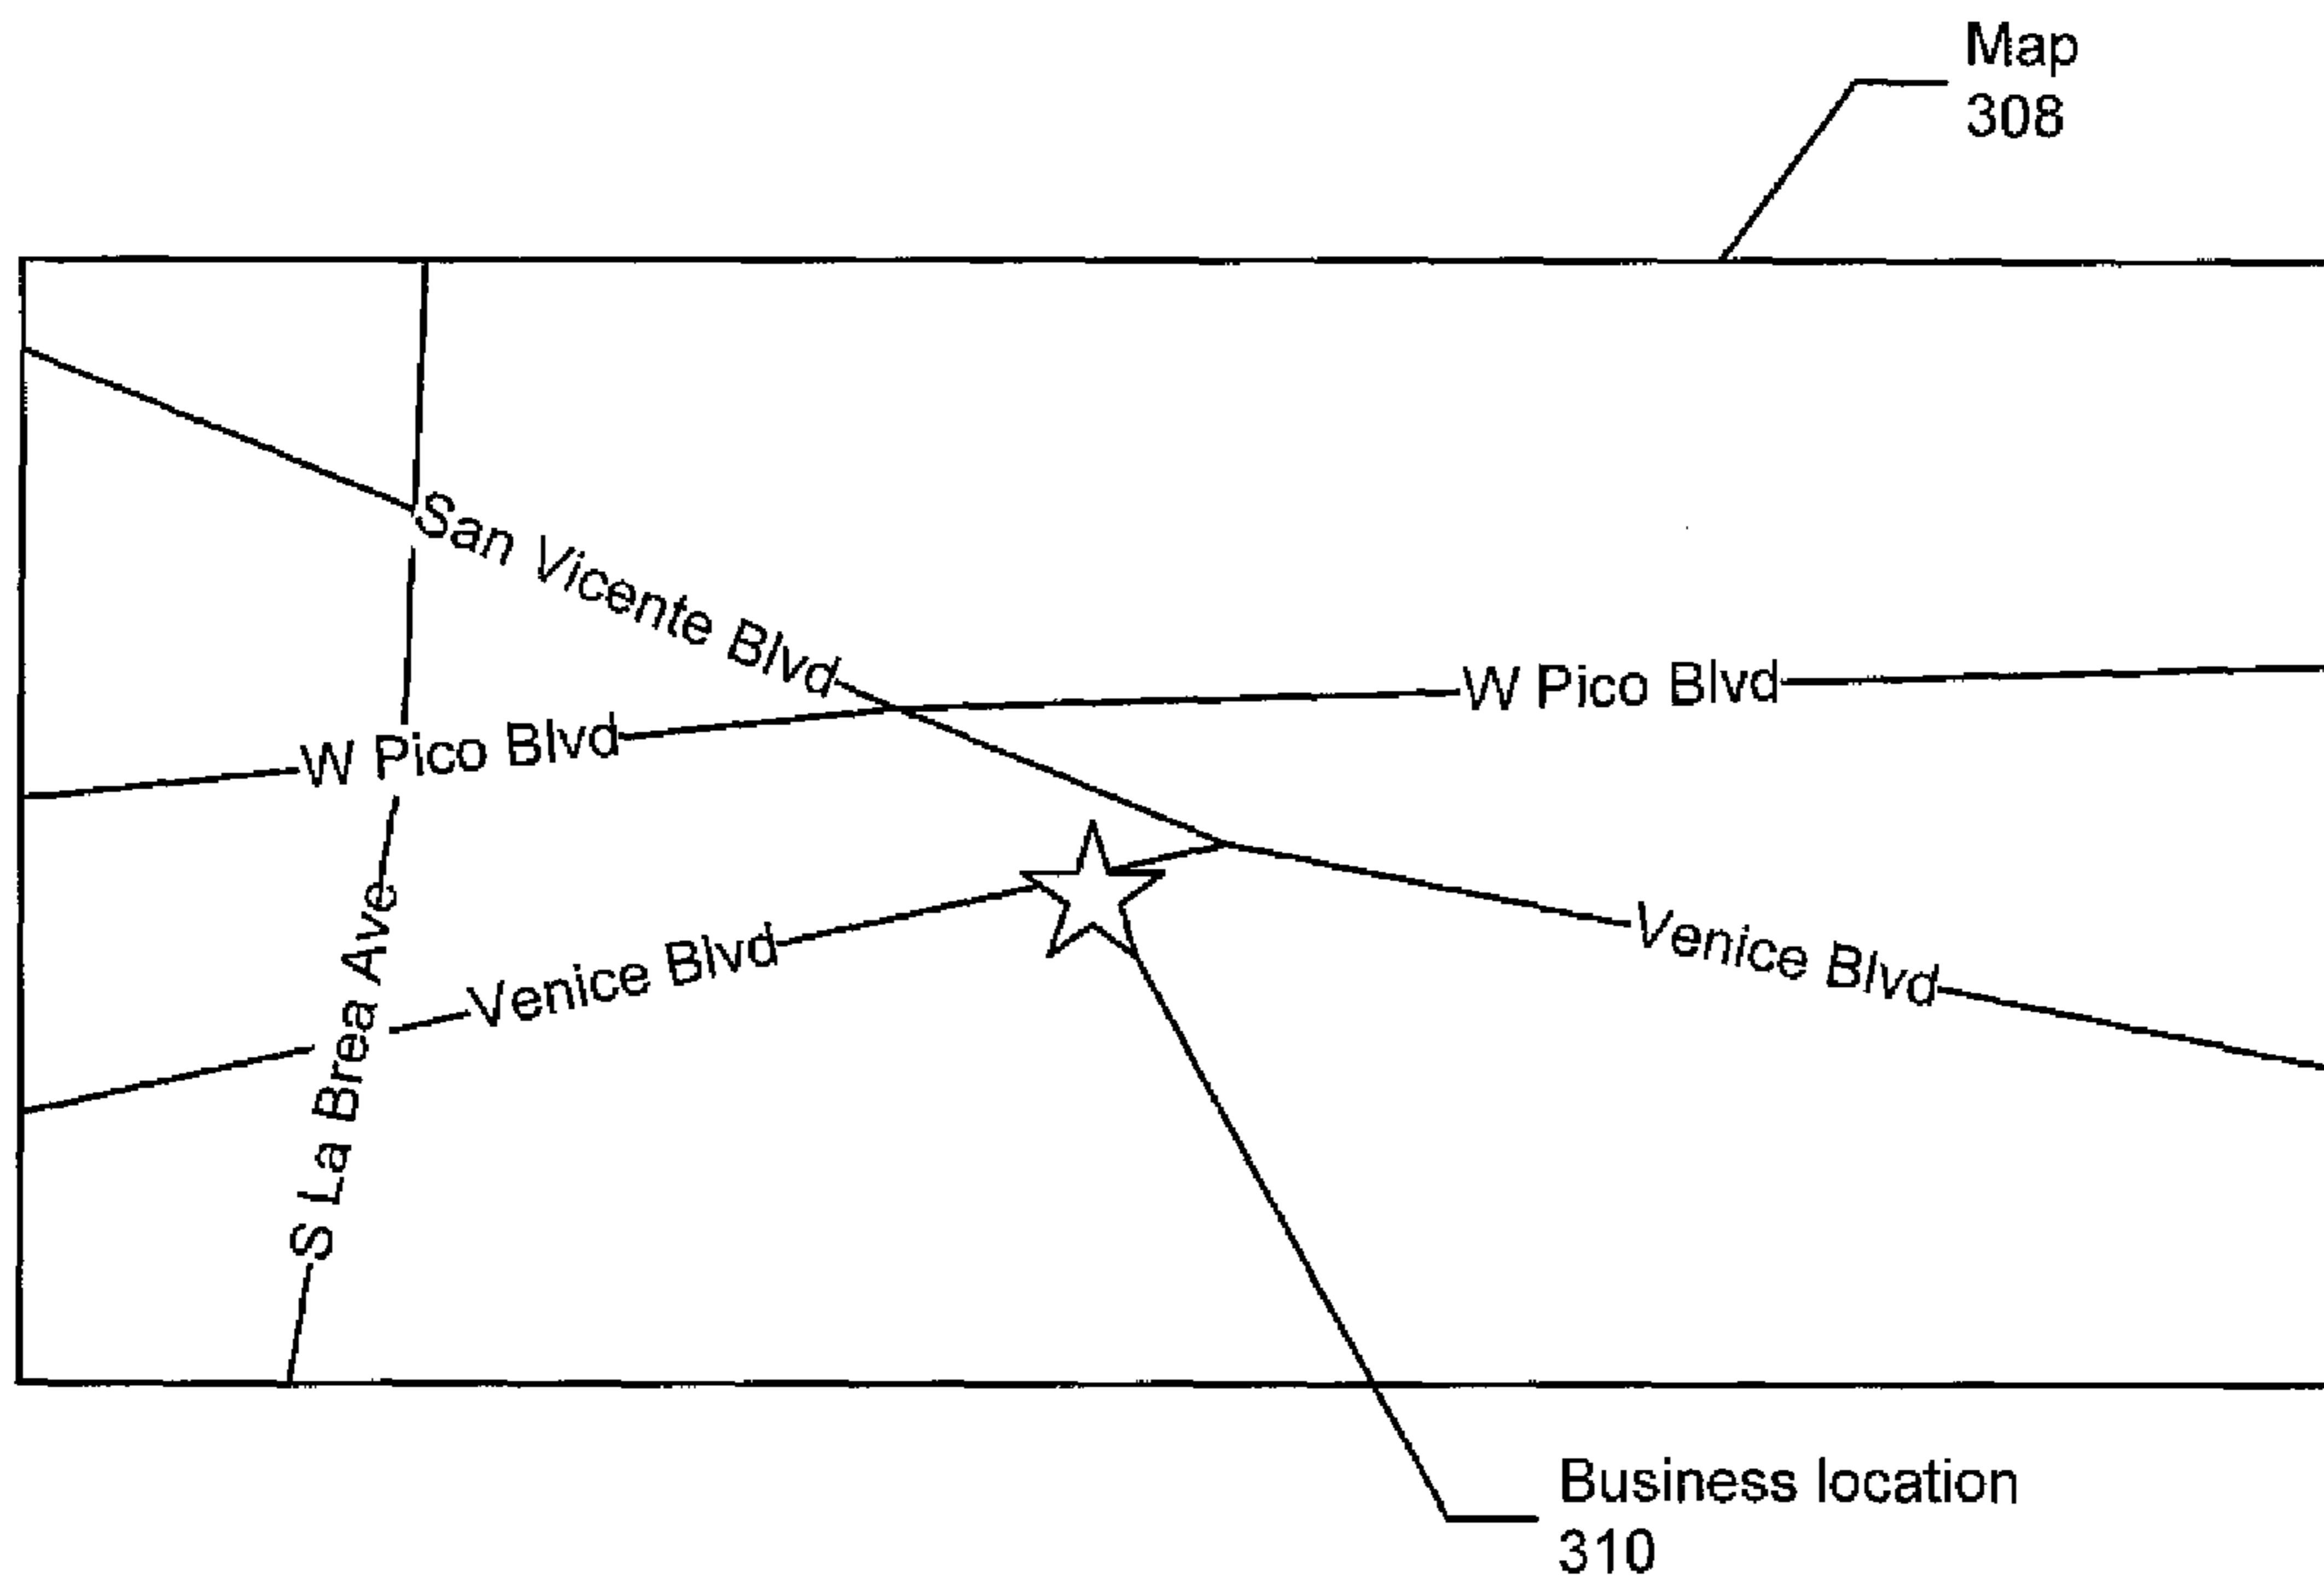 Map
308
San Vicente Blvd
W Pico Blvd
W Pico Blvd
Venice Blvd
Venice Blvd
S La Brea Ave
Business location
310